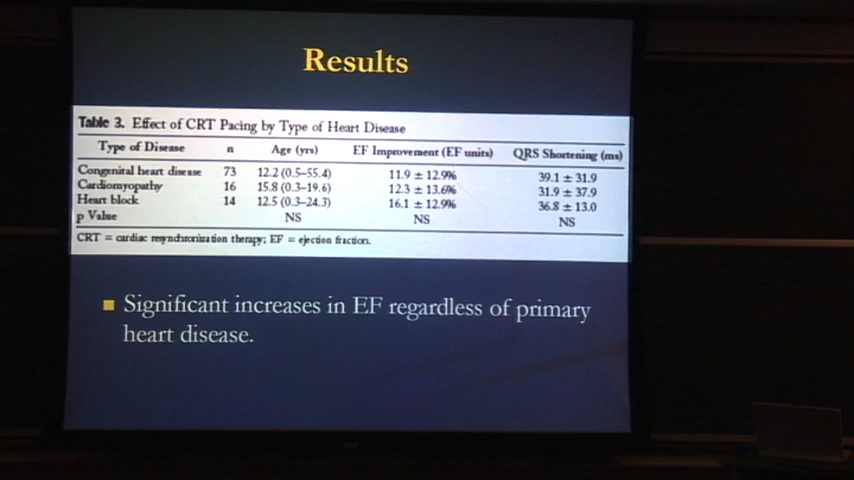 Results
Table 3. Effect of CRT Pacing by Type of Heart Disease
Type of Disease n Age (yrs) EF Improvement (EF units) QRS Shortening (ms)
Congenital heart disease 73 12.2 (0.5–55.4) 11.9 ± 12.9% 39.1 ± 31.9
Cardiomyopathy 16 15.8 (0.3–19.6) 12.3 ± 13.6% 31.9 ± 37.9
Heart block 14 12.5 (0.3–24.3) 16.1 ± 12.9% 36.8 ± 13.0
p Value NS NS NS
CRT = cardiac resynchronization therapy; EF = ejection fraction.
Significant increases in EF regardless of primary
heart disease.